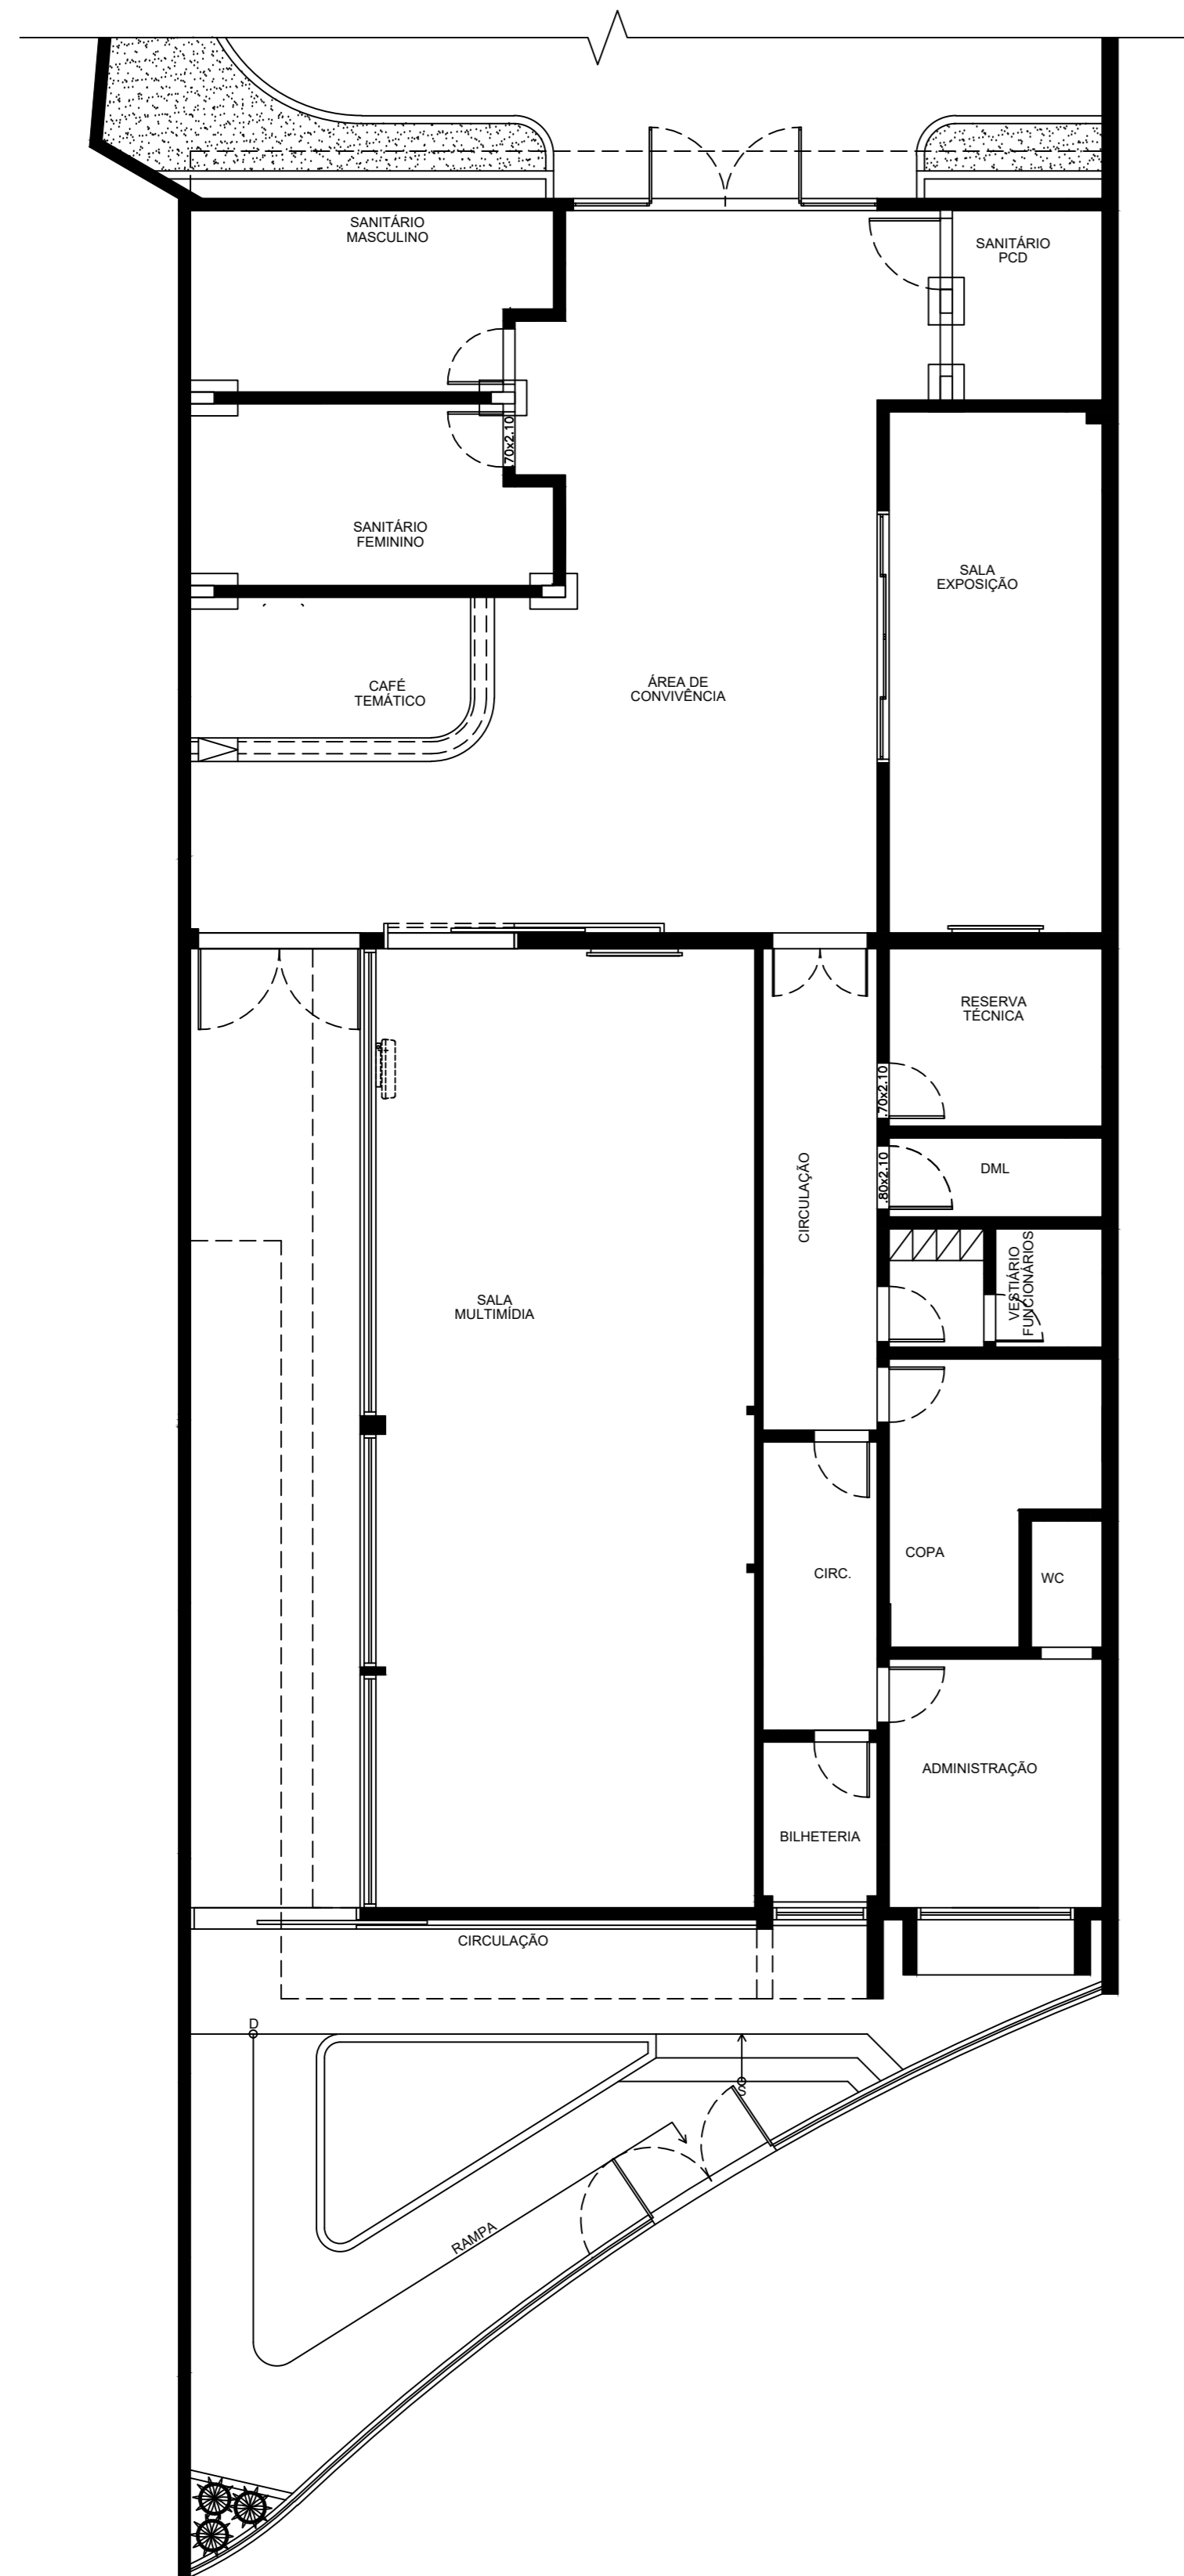 SANITÁRIO
MASCULINO
SANITÁRIO
PCD
.70x2.10
SANITÁRIO
FEMININO
SALA
EXPOSIÇÃO
CAFÉ
TEMÁTICO
ÁREA DE
CONVIVÊNCIA
RESERVA
TÉCNICA
.70x2.10
CIRCULAÇÃO
.80x2.10
DML
VESTIÁRIO
FUNCIONÁRIOS
SALA
MULTIMÍDIA
COPA
CIRC.
WC
ADMINISTRAÇÃO
BILHETERIA
CIRCULAÇÃO
D
S
RAMPA